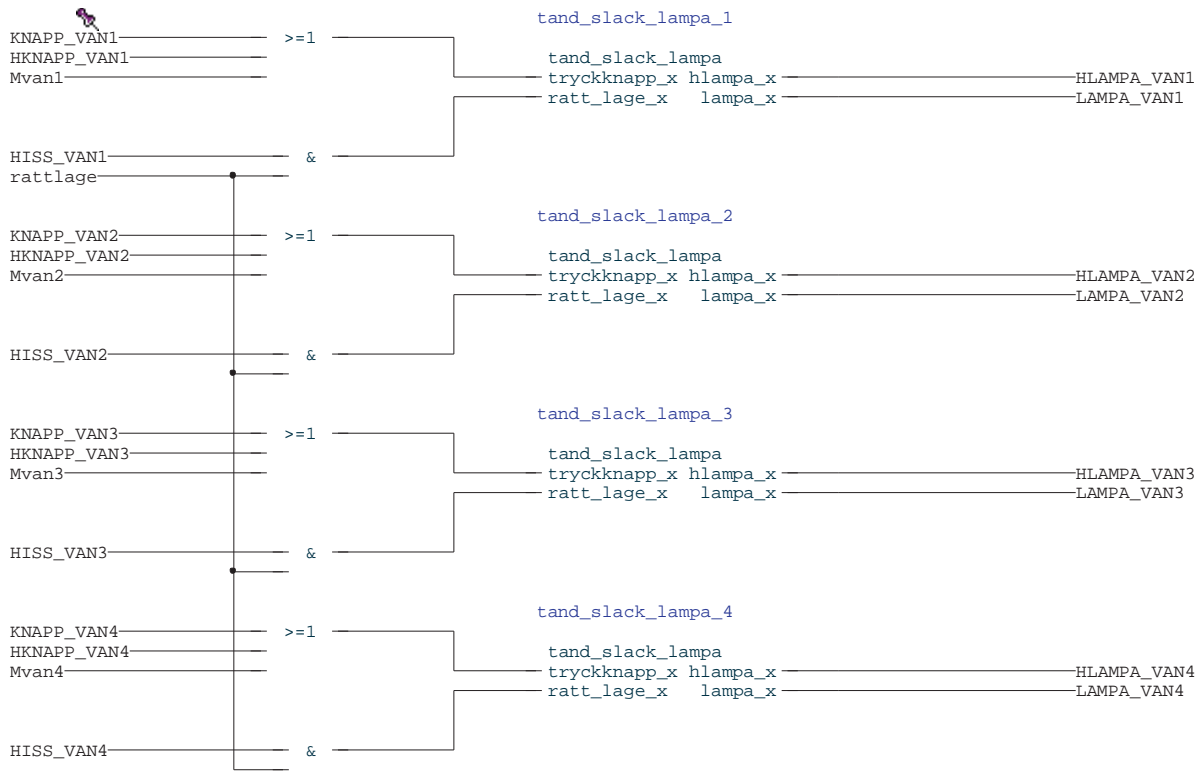 tand_slack_lampa_1
KNAPP_VAN1 >=1
HKNAPP_VAN1 tand_slack_lampa
Mvan1 tryckknapp_x hlampa_x HLAMPA_VAN1
ratt_lage_x lampa_x LAMPA_VAN1
HISS_VAN1 &
rattlage
tand_slack_lampa_2
KNAPP_VAN2 >=1
HKNAPP_VAN2 tand_slack_lampa
Mvan2 tryckknapp_x hlampa_x HLAMPA_VAN2
ratt_lage_x lampa_x LAMPA_VAN2
HISS_VAN2 &
tand_slack_lampa_3
KNAPP_VAN3 >=1
HKNAPP_VAN3 tand_slack_lampa
Mvan3 tryckknapp_x hlampa_x HLAMPA_VAN3
ratt_lage_x lampa_x LAMPA_VAN3
HISS_VAN3 &
tand_slack_lampa_4
KNAPP_VAN4 >=1
HKNAPP_VAN4 tand_slack_lampa
Mvan4 tryckknapp_x hlampa_x HLAMPA_VAN4
ratt_lage_x lampa_x LAMPA_VAN4
HISS_VAN4 &